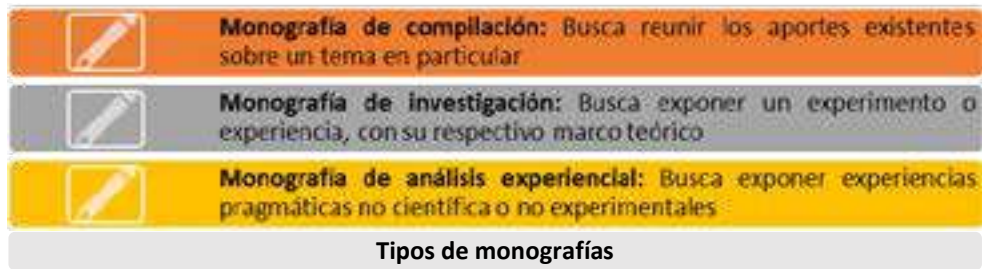 Monografía de compilación: Busca reunir los aportes existentes
sobre un tema en particular
Monografía de investigación: Busca exponer un experimento o
experiencia, con su respectivo marco teórico
Monografía de análisis experiencial: Busca exponer experiencias
pragmáticas no científica o no experimentales
Tipos de monografías